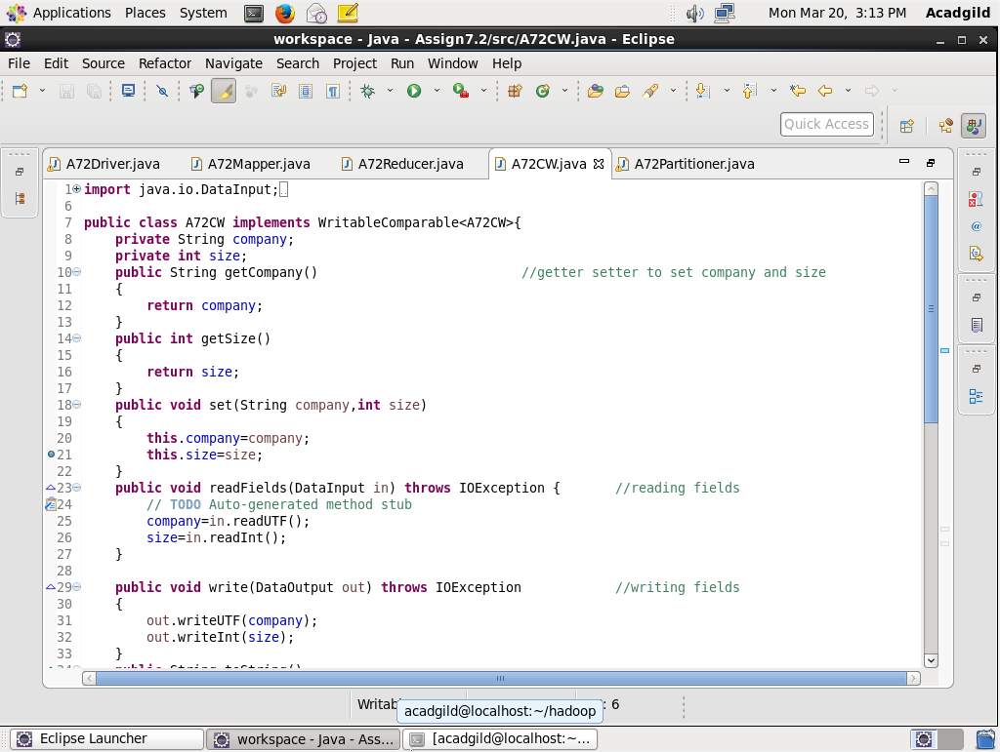 Applications Places System Mon Mar 20, 3:13 PM Acadgild
workspace - Java - Assign7.2/src/A72CW.java - Eclipse
File Edit Source Refactor Navigate Search Project Run Window Help
Quick Access
A72Driver.java A72Mapper.java A72Reducer.java A72CW.java A72Partitioner.java
1 import java.io.DataInput;
6
7 public class A72CW implements WritableComparable<A72CW>{
8 private String company;
9 private int size;
10 public String getCompany() //getter setter to set company and size
11 {
12 return company;
13 }
14 public int getSize()
15 {
16 return size;
17 }
18 public void set(String company,int size)
19 {
20 this.company=company;
21 this.size=size;
22 }
23 public void readFields(DataInput in) throws IOException { //reading fields
24 // TODO Auto-generated method stub
25 company=in.readUTF();
26 size=in.readInt();
27 }
28
29 public void write(DataOutput out) throws IOException //writing fields
30 {
31 out.writeUTF(company);
32 out.writeInt(size);
33 }
34 public String toString()
Writab : 6
acadgild@localhost:~/hadoop
Eclipse Launcher workspace - Java - Ass... [acadgild@localhost:~...